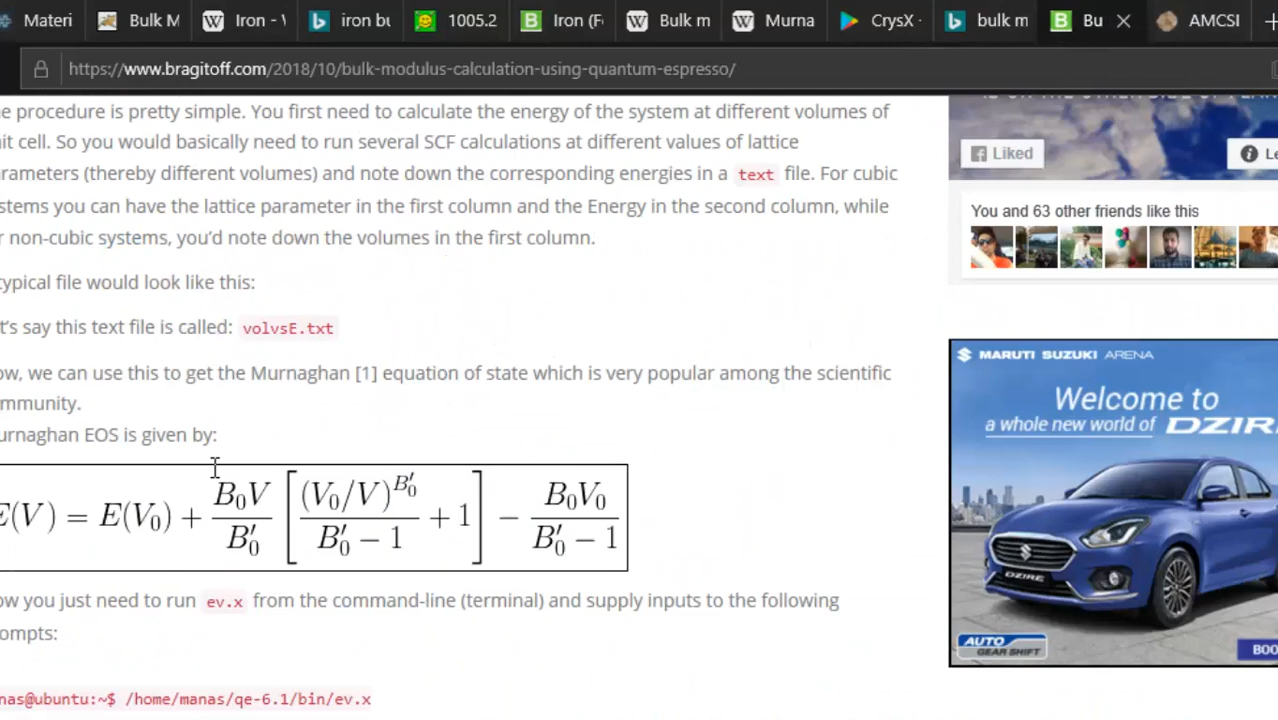 Materi
Bulk M
Iron - V
iron bu
1005.2
Iron (Fe
Bulk m
Murna
CrysX -
bulk m
Bu
AMCSI
https://www.bragitoff.com/2018/10/bulk-modulus-calculation-using-quantum-espresso/
e procedure is pretty simple. You first need to calculate the energy of the system at different volumes of
it cell. So you would basically need to run several SCF calculations at different values of lattice
rameters (thereby different volumes) and note down the corresponding energies in a text file. For cubic
stems you can have the lattice parameter in the first column and the Energy in the second column, while
r non-cubic systems, you’d note down the volumes in the first column.
typical file would look like this:
t’s say this text file is called: volvsE.txt
ow, we can use this to get the Murnaghan [1] equation of state which is very popular among the scientific
mmunity.
urnaghan EOS is given by:
E(V) = E(V₀) + B₀V/B₀′ [(V₀/V)^B₀′/(B₀′ − 1) + 1] − B₀V₀/(B₀′ − 1)
ow you just need to run ev.x from the command-line (terminal) and supply inputs to the following
ompts:
nas@ubuntu:~$ /home/manas/qe-6.1/bin/ev.x
Liked
Le
You and 63 other friends like this
MARUTI SUZUKI ARENA
Welcome to
a whole new world of DZIRE
DZIRE
AUTO
GEAR SHIFT
BOO